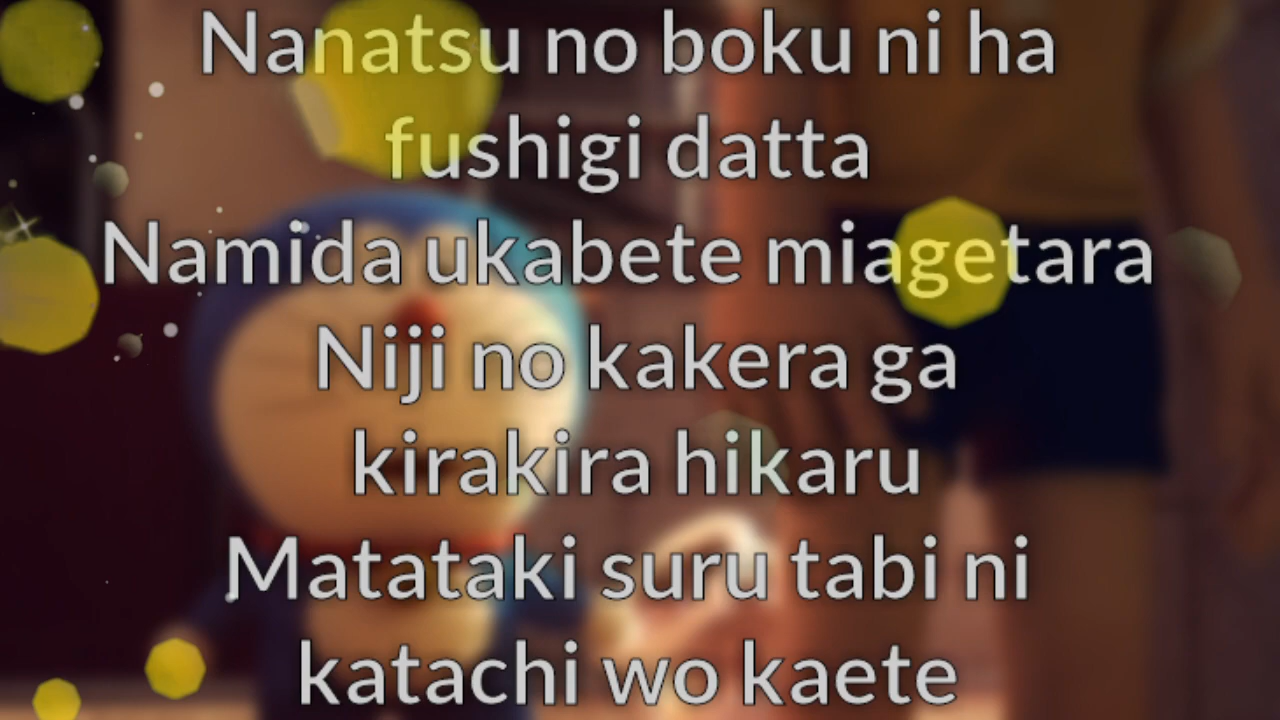 Nanatsu no boku ni ha
fushigi datta
Namida ukabete miagetara
Niji no kakera ga
kirakira hikaru
Matataki suru tabi ni
katachi wo kaete